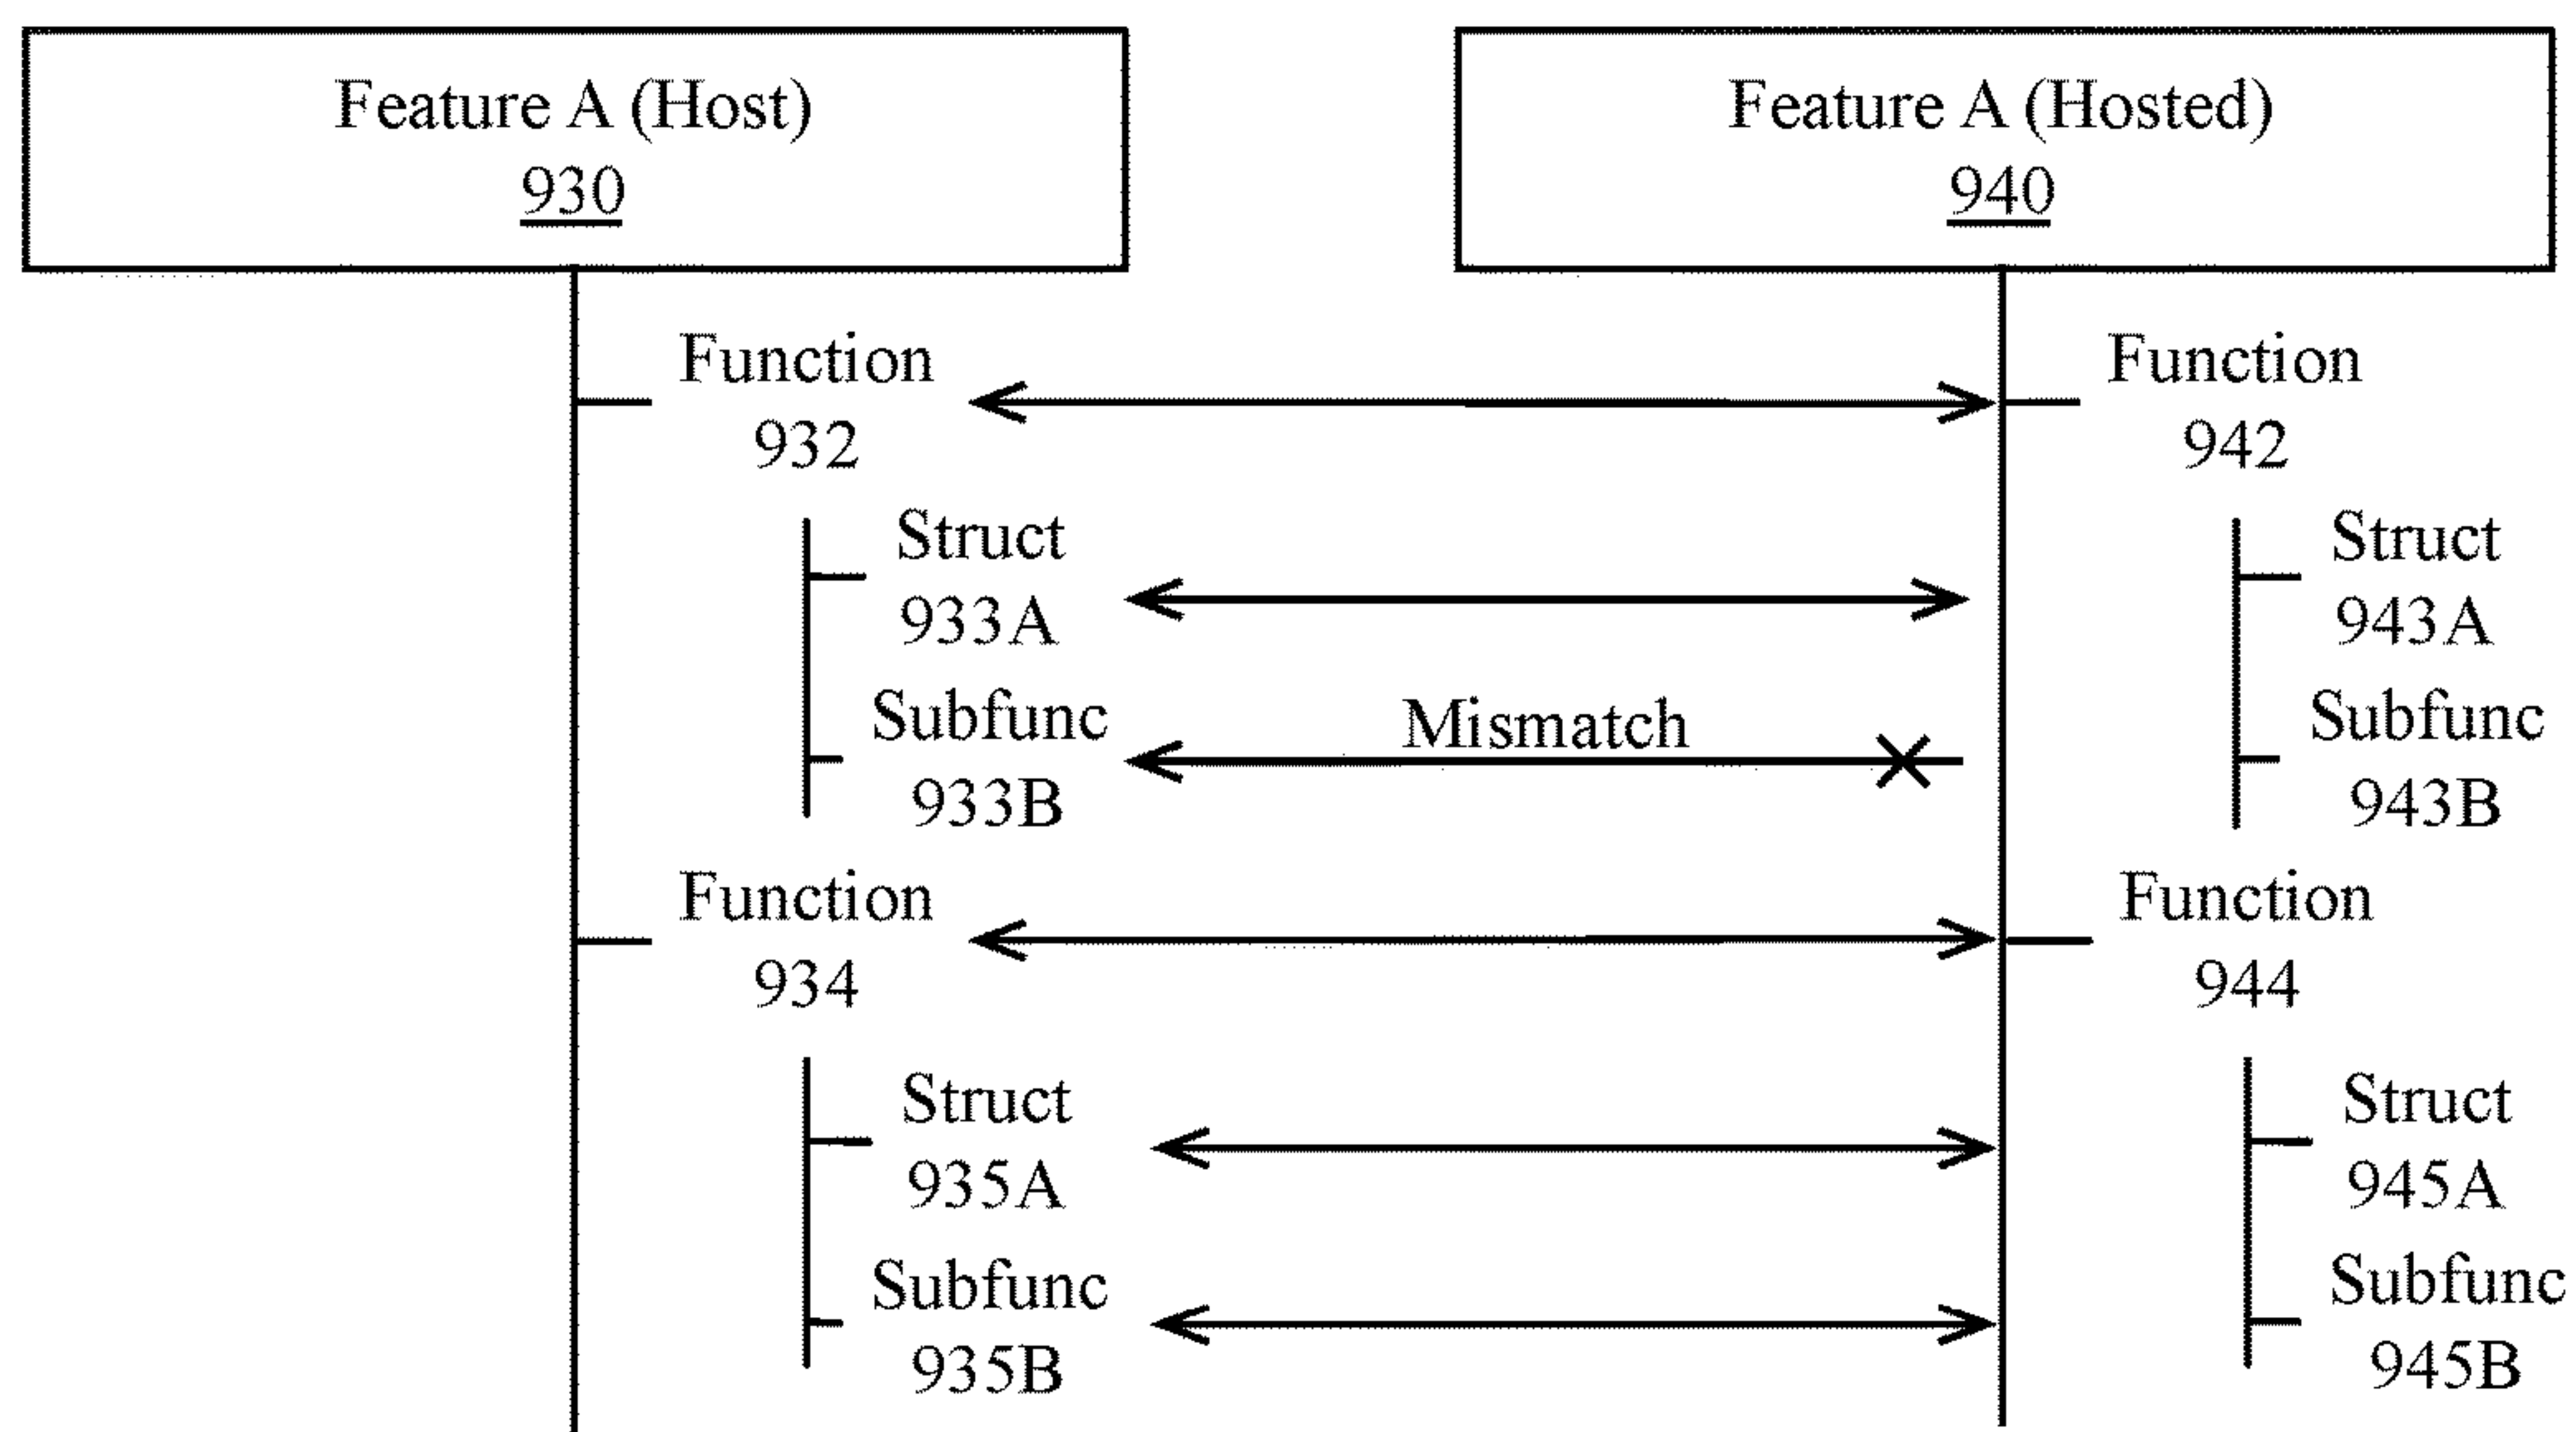 Feature A (Host)
930
Feature A (Hosted)
940
Function
932
Function
942
Struct
933A
Struct
943A
Subfunc
933B
Mismatch
Subfunc
943B
Function
934
Function
944
Struct
935A
Struct
945A
Subfunc
935B
Subfunc
945B